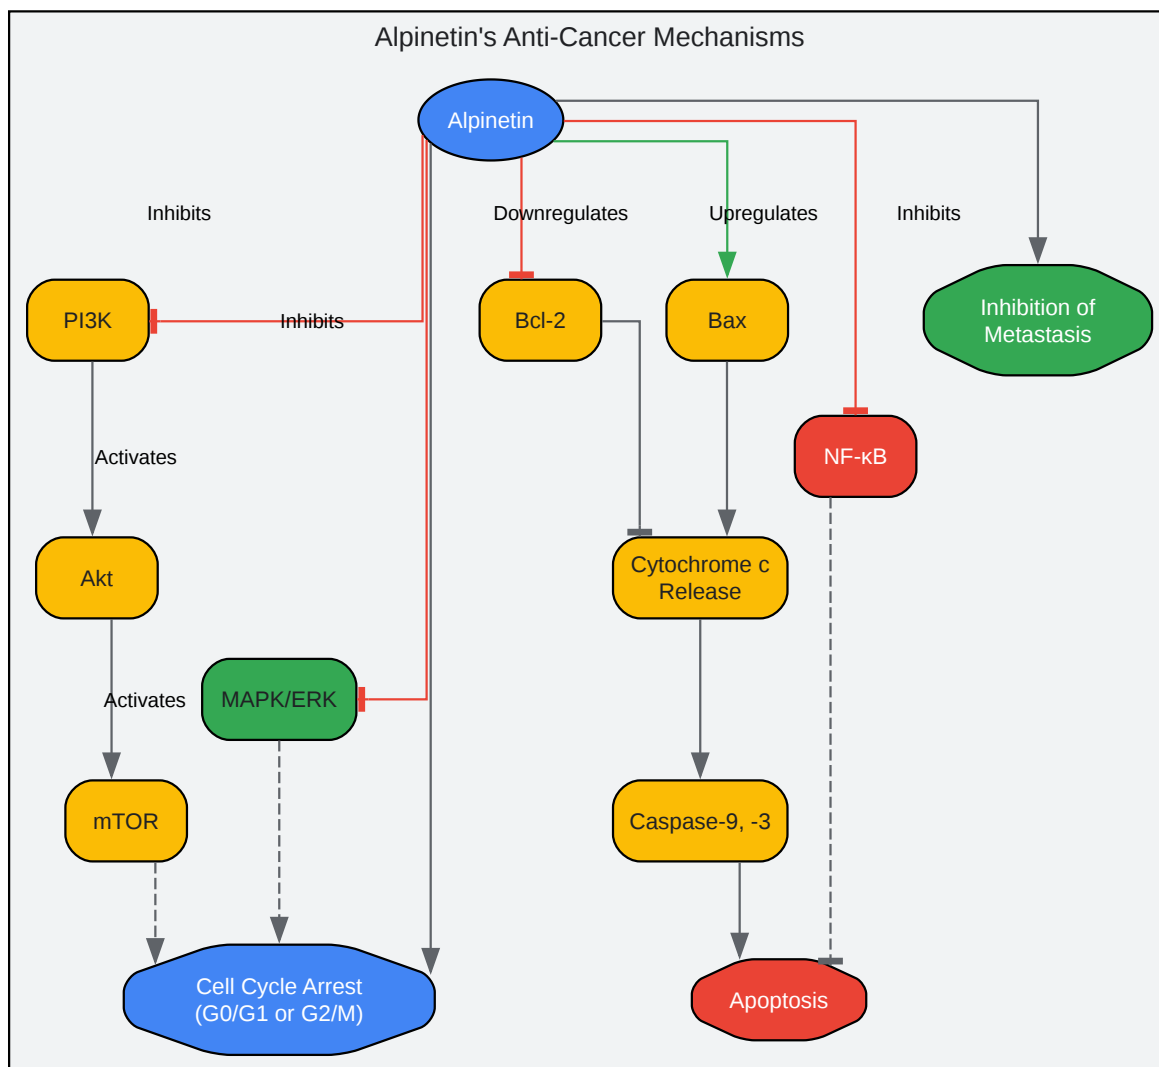 Alpinetin's Anti-Cancer Mechanisms
Alpinetin
Inhibits
Downregulates
Upregulates
Inhibits
PI3K
Inhibits
Bcl-2
Bax
Inhibition of
Metastasis
Activates
NF-κB
Akt
Cytochrome c
Release
Activates
MAPK/ERK
mTOR
Caspase-9, -3
Cell Cycle Arrest
(G0/G1 or G2/M)
Apoptosis